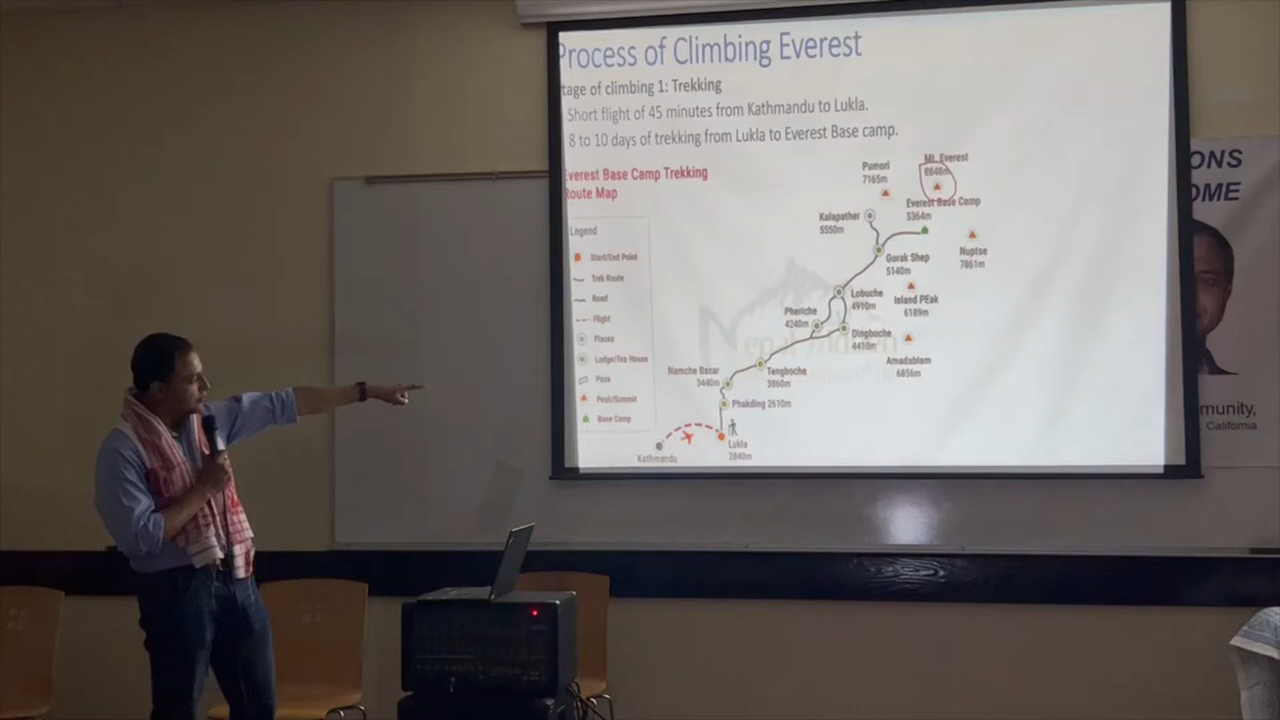 Process of Climbing Everest
tage of climbing 1: Trekking
Short flight of 45 minutes from Kathmandu to Lukla.
8 to 10 days of trekking from Lukla to Everest Base camp.
Everest Base Camp Trekking
Route Map
Legend
Start/End Point
Trek Route
Road
Flight
Places
Lodge/Tea House
Pass
Peak/Summit
Base Camp
Pumori
7165m
Mt. Everest
8848m
Everest Base Camp
5364m
Kalapather
5550m
Nuptse
7861m
Gorak Shep
5140m
Lobuche
4910m
Island PEak
6189m
Pheriche
4240m
Dingboche
4410m
Amadablam
6856m
Namche Bazar
3440m
Tengboche
3860m
Phakding 2610m
Lukla
2840m
Kathmandu
ONS
OME
munity,
California